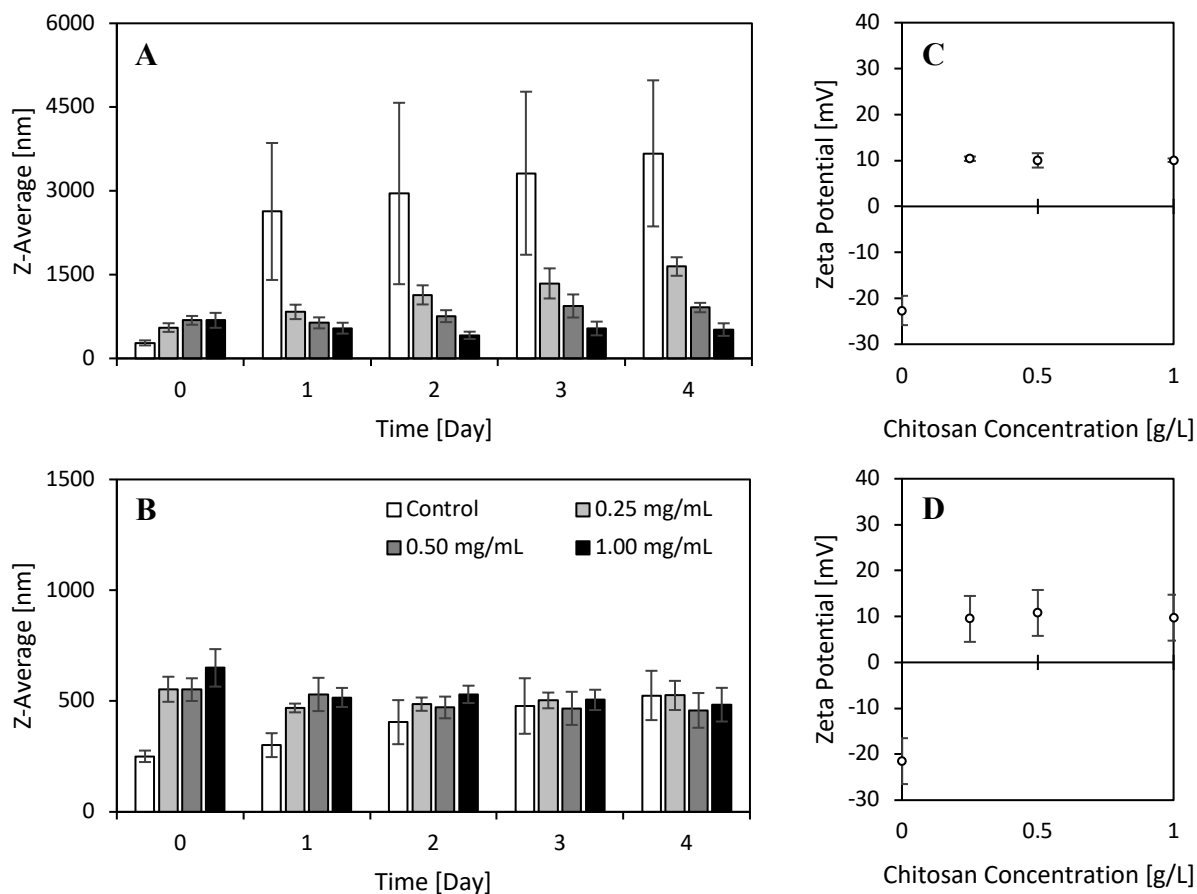 A
6000
4500
3000
1500
0
Z-Average [nm]
0 1 2 3 4
Time [Day]
C
40
30
20
10
0
-10
-20
-30
Zeta Potential [mV]
0 0.5 1
Chitosan Concentration [g/L]
B
1500
1000
500
0
Z-Average [nm]
Control 0.25 mg/mL
0.50 mg/mL 1.00 mg/mL
0 1 2 3 4
Time [Day]
D
40
30
20
10
0
-10
-20
-30
Zeta Potential [mV]
0 0.5 1
Chitosan Concentration [g/L]